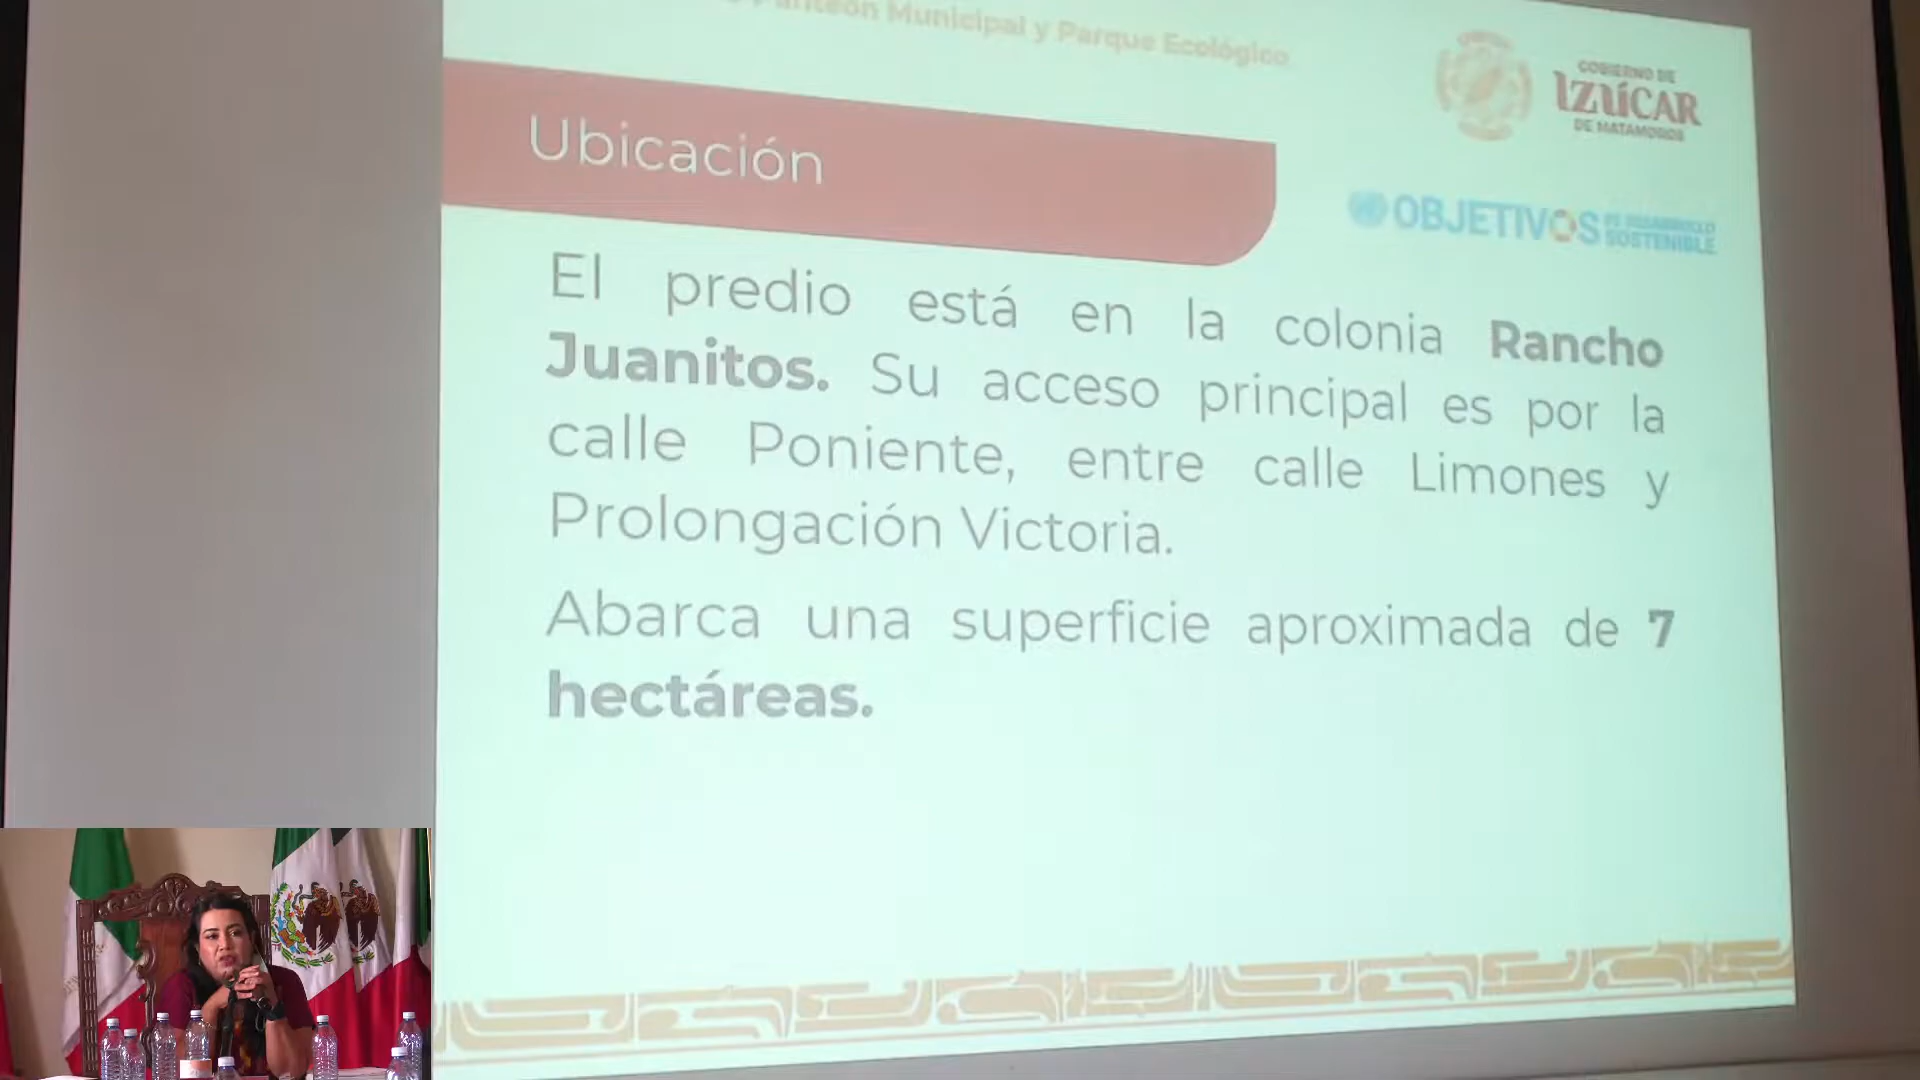 Panteón Municipal y Parque Ecológico
GOBIERNO DE
IZÚCAR
DE MATAMOROS
Ubicación
OBJETIVOS
DE DESARROLLO
SOSTENIBLE
El predio está en la colonia Rancho
Juanitos. Su acceso principal es por la
calle Poniente, entre calle Limones y
Prolongación Victoria.
Abarca una superficie aproximada de 7
hectáreas.